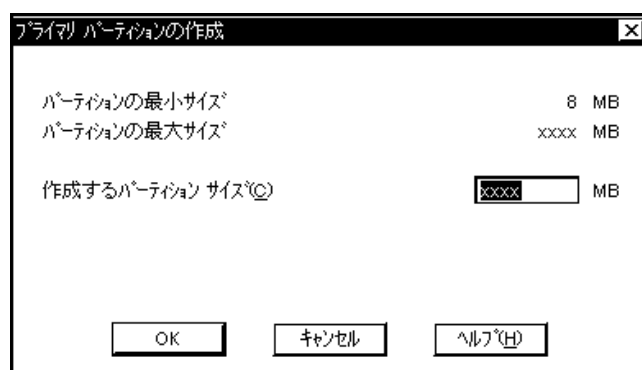 ﾌﾟﾗｲﾏﾘ ﾊﾟｰﾃｨｼｮﾝの作成
ﾊﾟｰﾃｨｼｮﾝの最小ｻｲｽﾞ 8 MB
ﾊﾟｰﾃｨｼｮﾝの最大ｻｲｽﾞ xxxx MB
作成するﾊﾟｰﾃｨｼｮﾝ ｻｲｽﾞ(C) xxxx MB
OK ｷｬﾝｾﾙ ﾍﾙﾌﾟ(H)